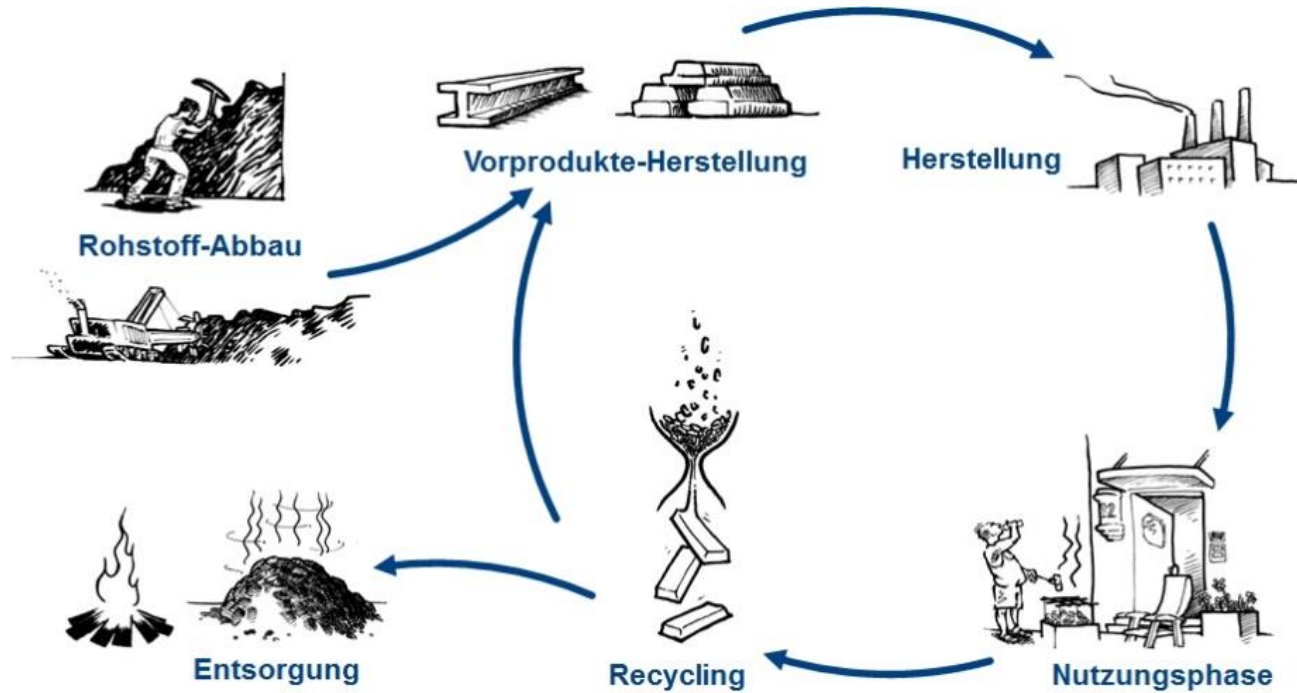 Vorprodukte-Herstellung
Herstellung
Rohstoff-Abbau
Entsorgung
Recycling
Nutzungsphase